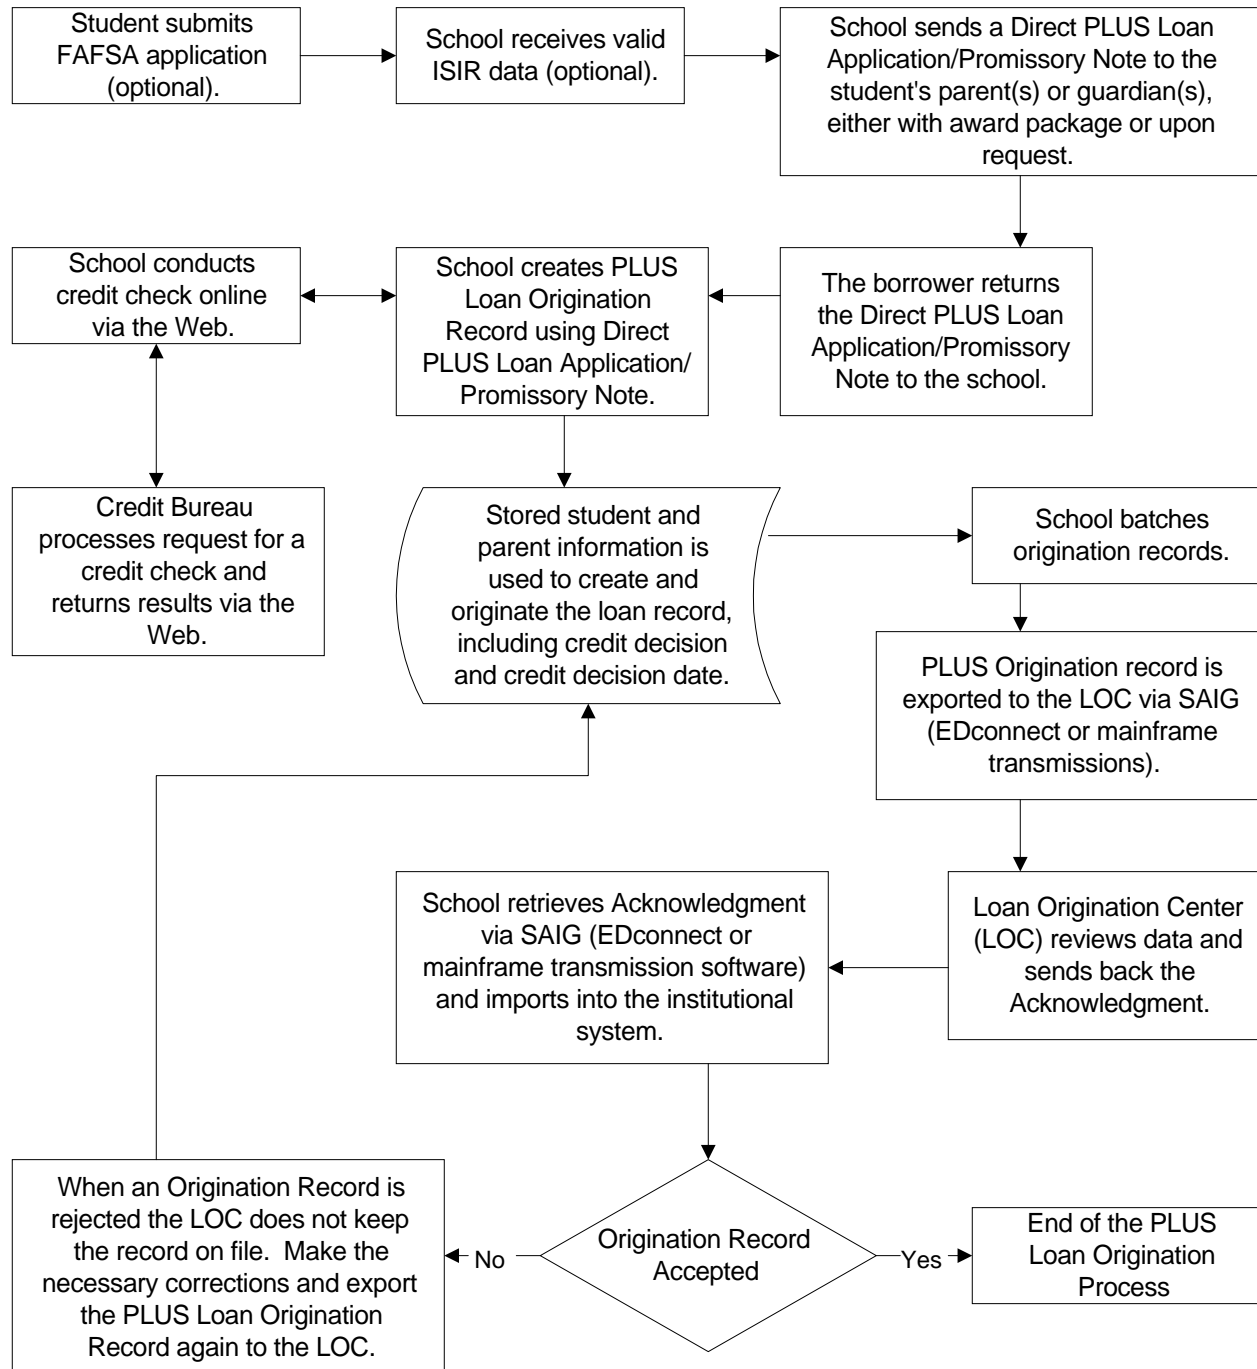 Student submits
FAFSA application
(optional).
School receives valid
ISIR data (optional).
School sends a Direct PLUS Loan
Application/Promissory Note to the
student's parent(s) or guardian(s),
either with award package or upon
request.
School conducts
credit check online
via the Web.
School creates PLUS
Loan Origination
Record using Direct
PLUS Loan Application/
Promissory Note.
The borrower returns
the Direct PLUS Loan
Application/Promissory
Note to the school.
Credit Bureau
processes request for a
credit check and
returns results via the
Web.
Stored student and
parent information is
used to create and
originate the loan record,
including credit decision
and credit decision date.
School batches
origination records.
PLUS Origination record is
exported to the LOC via SAIG
(EDconnect or mainframe
transmissions).
School retrieves Acknowledgment
via SAIG (EDconnect or
mainframe transmission software)
and imports into the institutional
system.
Loan Origination Center
(LOC) reviews data and
sends back the
Acknowledgment.
When an Origination Record is
rejected the LOC does not keep
the record on file.  Make the
necessary corrections and export
the PLUS Loan Origination
Record again to the LOC.
No
Origination Record
Accepted
Yes
End of the PLUS
Loan Origination
Process